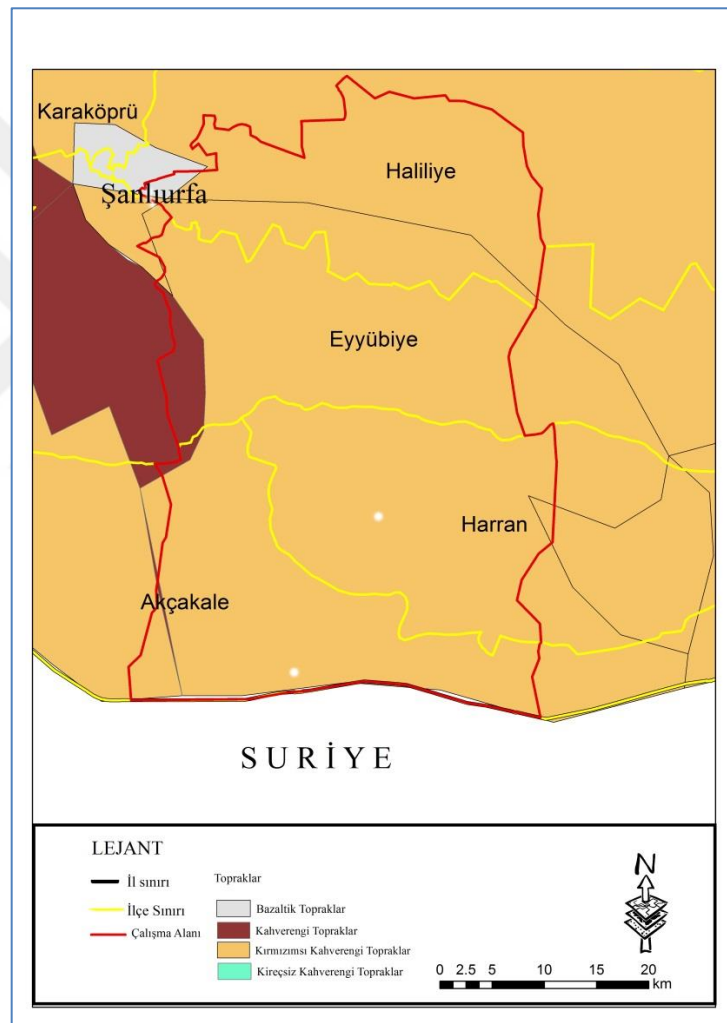 Karaköprü
Haliliye
Şanlıurfa
Eyyübiye
Harran
Akçakale
SURİYE
LEJANT
İl sınırı
İlçe Sınırı
Çalışma Alanı
Topraklar
Bazaltik Topraklar
Kahverengi Topraklar
Kırmızımsı Kahverengi Topraklar
Kireçsiz Kahverengi Topraklar
N
0 2.5 5 10 15 20
km